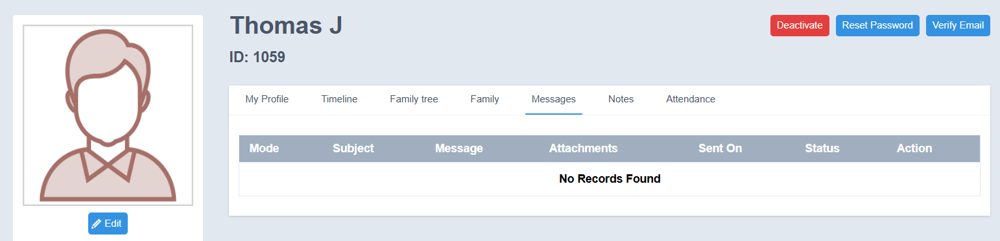 Thomas J
Deactivate Reset Password Verify Email
ID: 1059
My Profile Timeline Family tree Family Messages Notes Attendance
Mode Subject Message Attachments Sent On Status Action
No Records Found
Edit